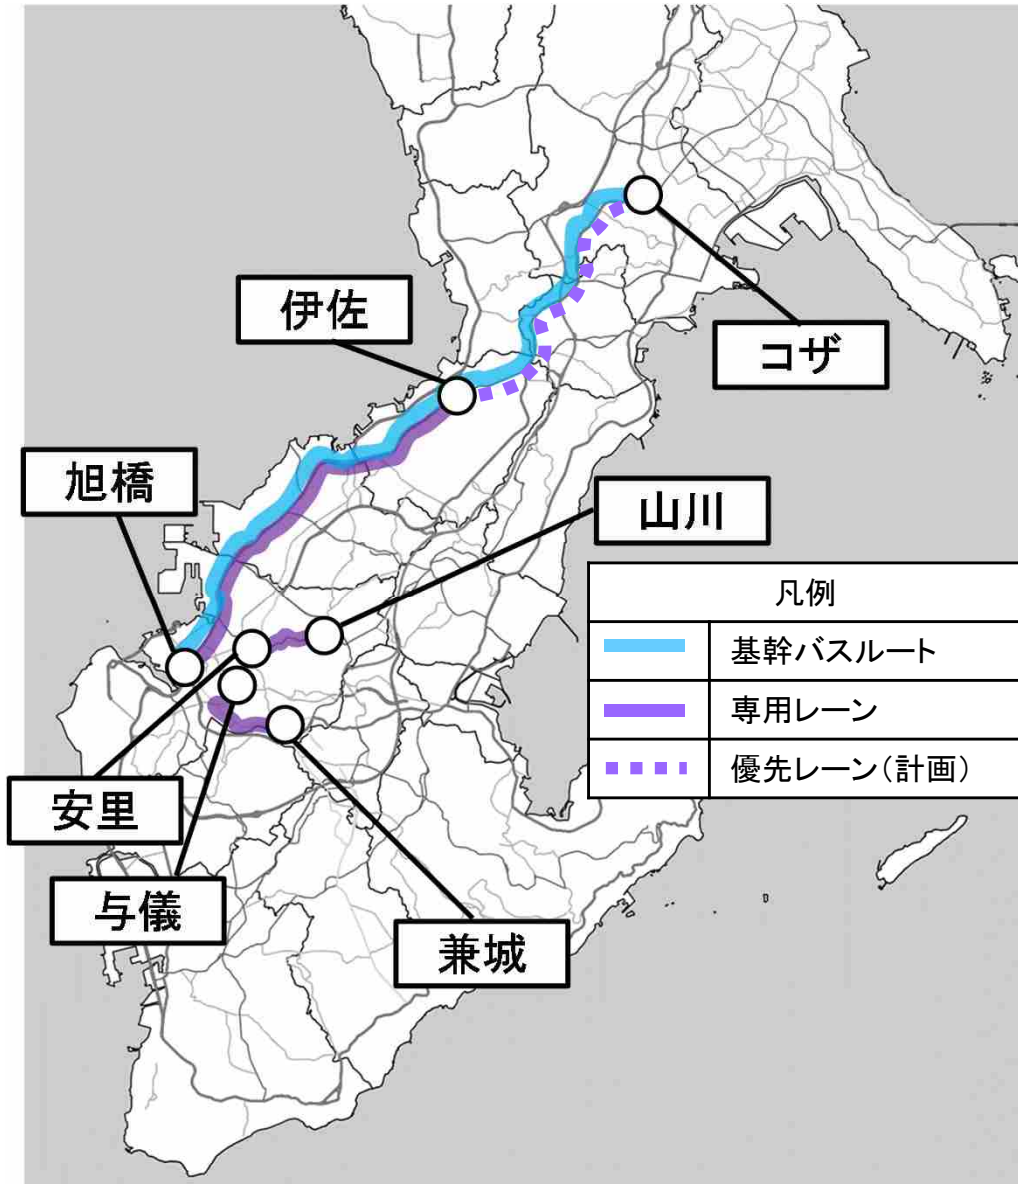 コザ
伊佐
旭橋
山川
凡例
基幹バスルート
専用レーン
優先レーン(計画)
安里
与儀
兼城